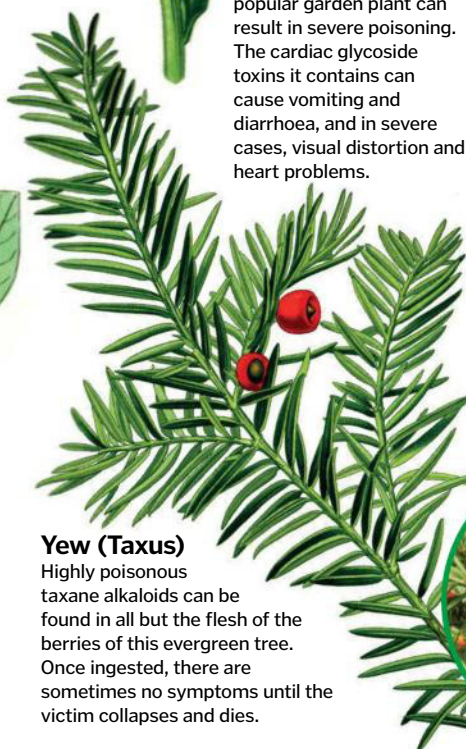 popular garden plant can
result in severe poisoning.
The cardiac glycoside
toxins it contains can
cause vomiting and
diarrhoea, and in severe
cases, visual distortion and
heart problems.
Yew (Taxus)
Highly poisonous
taxane alkaloids can be
found in all but the flesh of the
berries of this evergreen tree.
Once ingested, there are
sometimes no symptoms until the
victim collapses and dies.